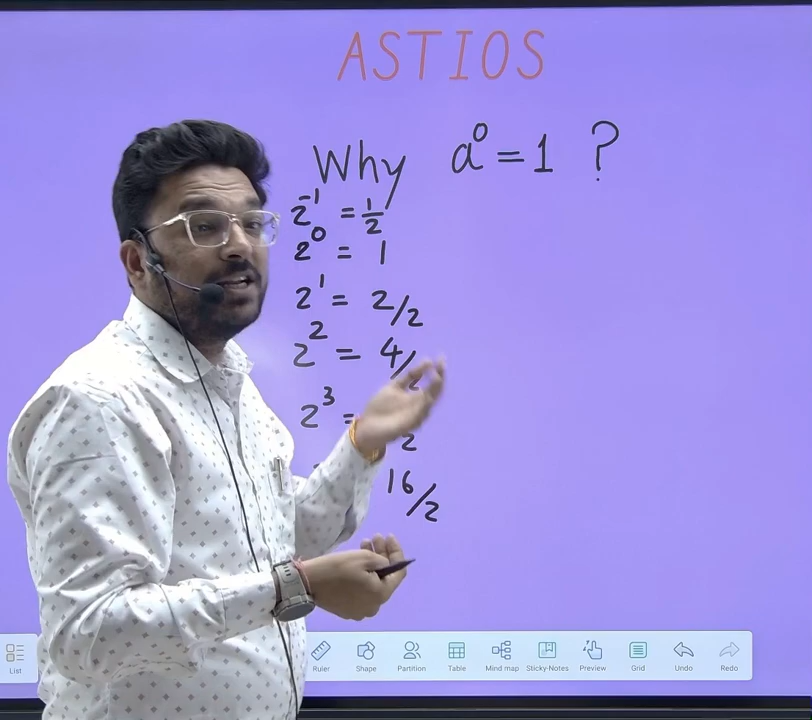 ASTIOS
Why a⁰ = 1 ?
2⁻¹ = 1/2
2⁰ = 1
2¹ = 2/2
2² = 4/2
2³ =
2
16/2
List
Ruler
Shape
Partition
Table
Mind map
Sticky-Notes
Preview
Grid
Undo
Redo